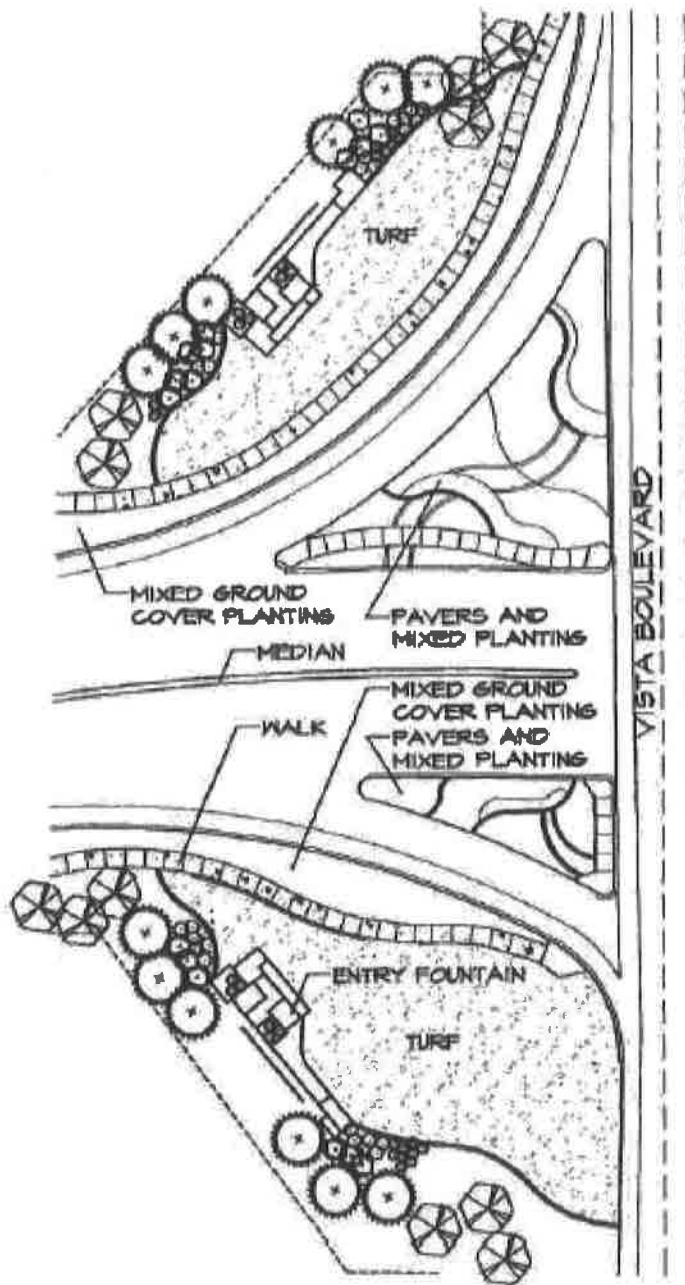 TURF
VISTA BOULEVARD
MIXED GROUND
COVER PLANTING
PAVERS AND
MIXED PLANTING
MEDIAN
MIXED GROUND
COVER PLANTING
WALK
PAVERS AND
MIXED PLANTING
ENTRY FOUNTAIN
TURF